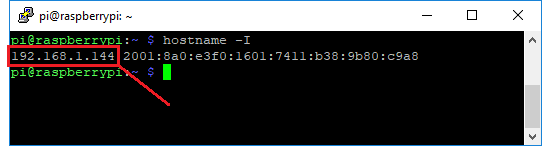 pi@raspberrypi: ~
pi@raspberrypi:~ $ hostname -I
192.168.1.144 2001:8a0:e3f0:1601:7411:b38:9b80:c9a8
pi@raspberrypi:~ $